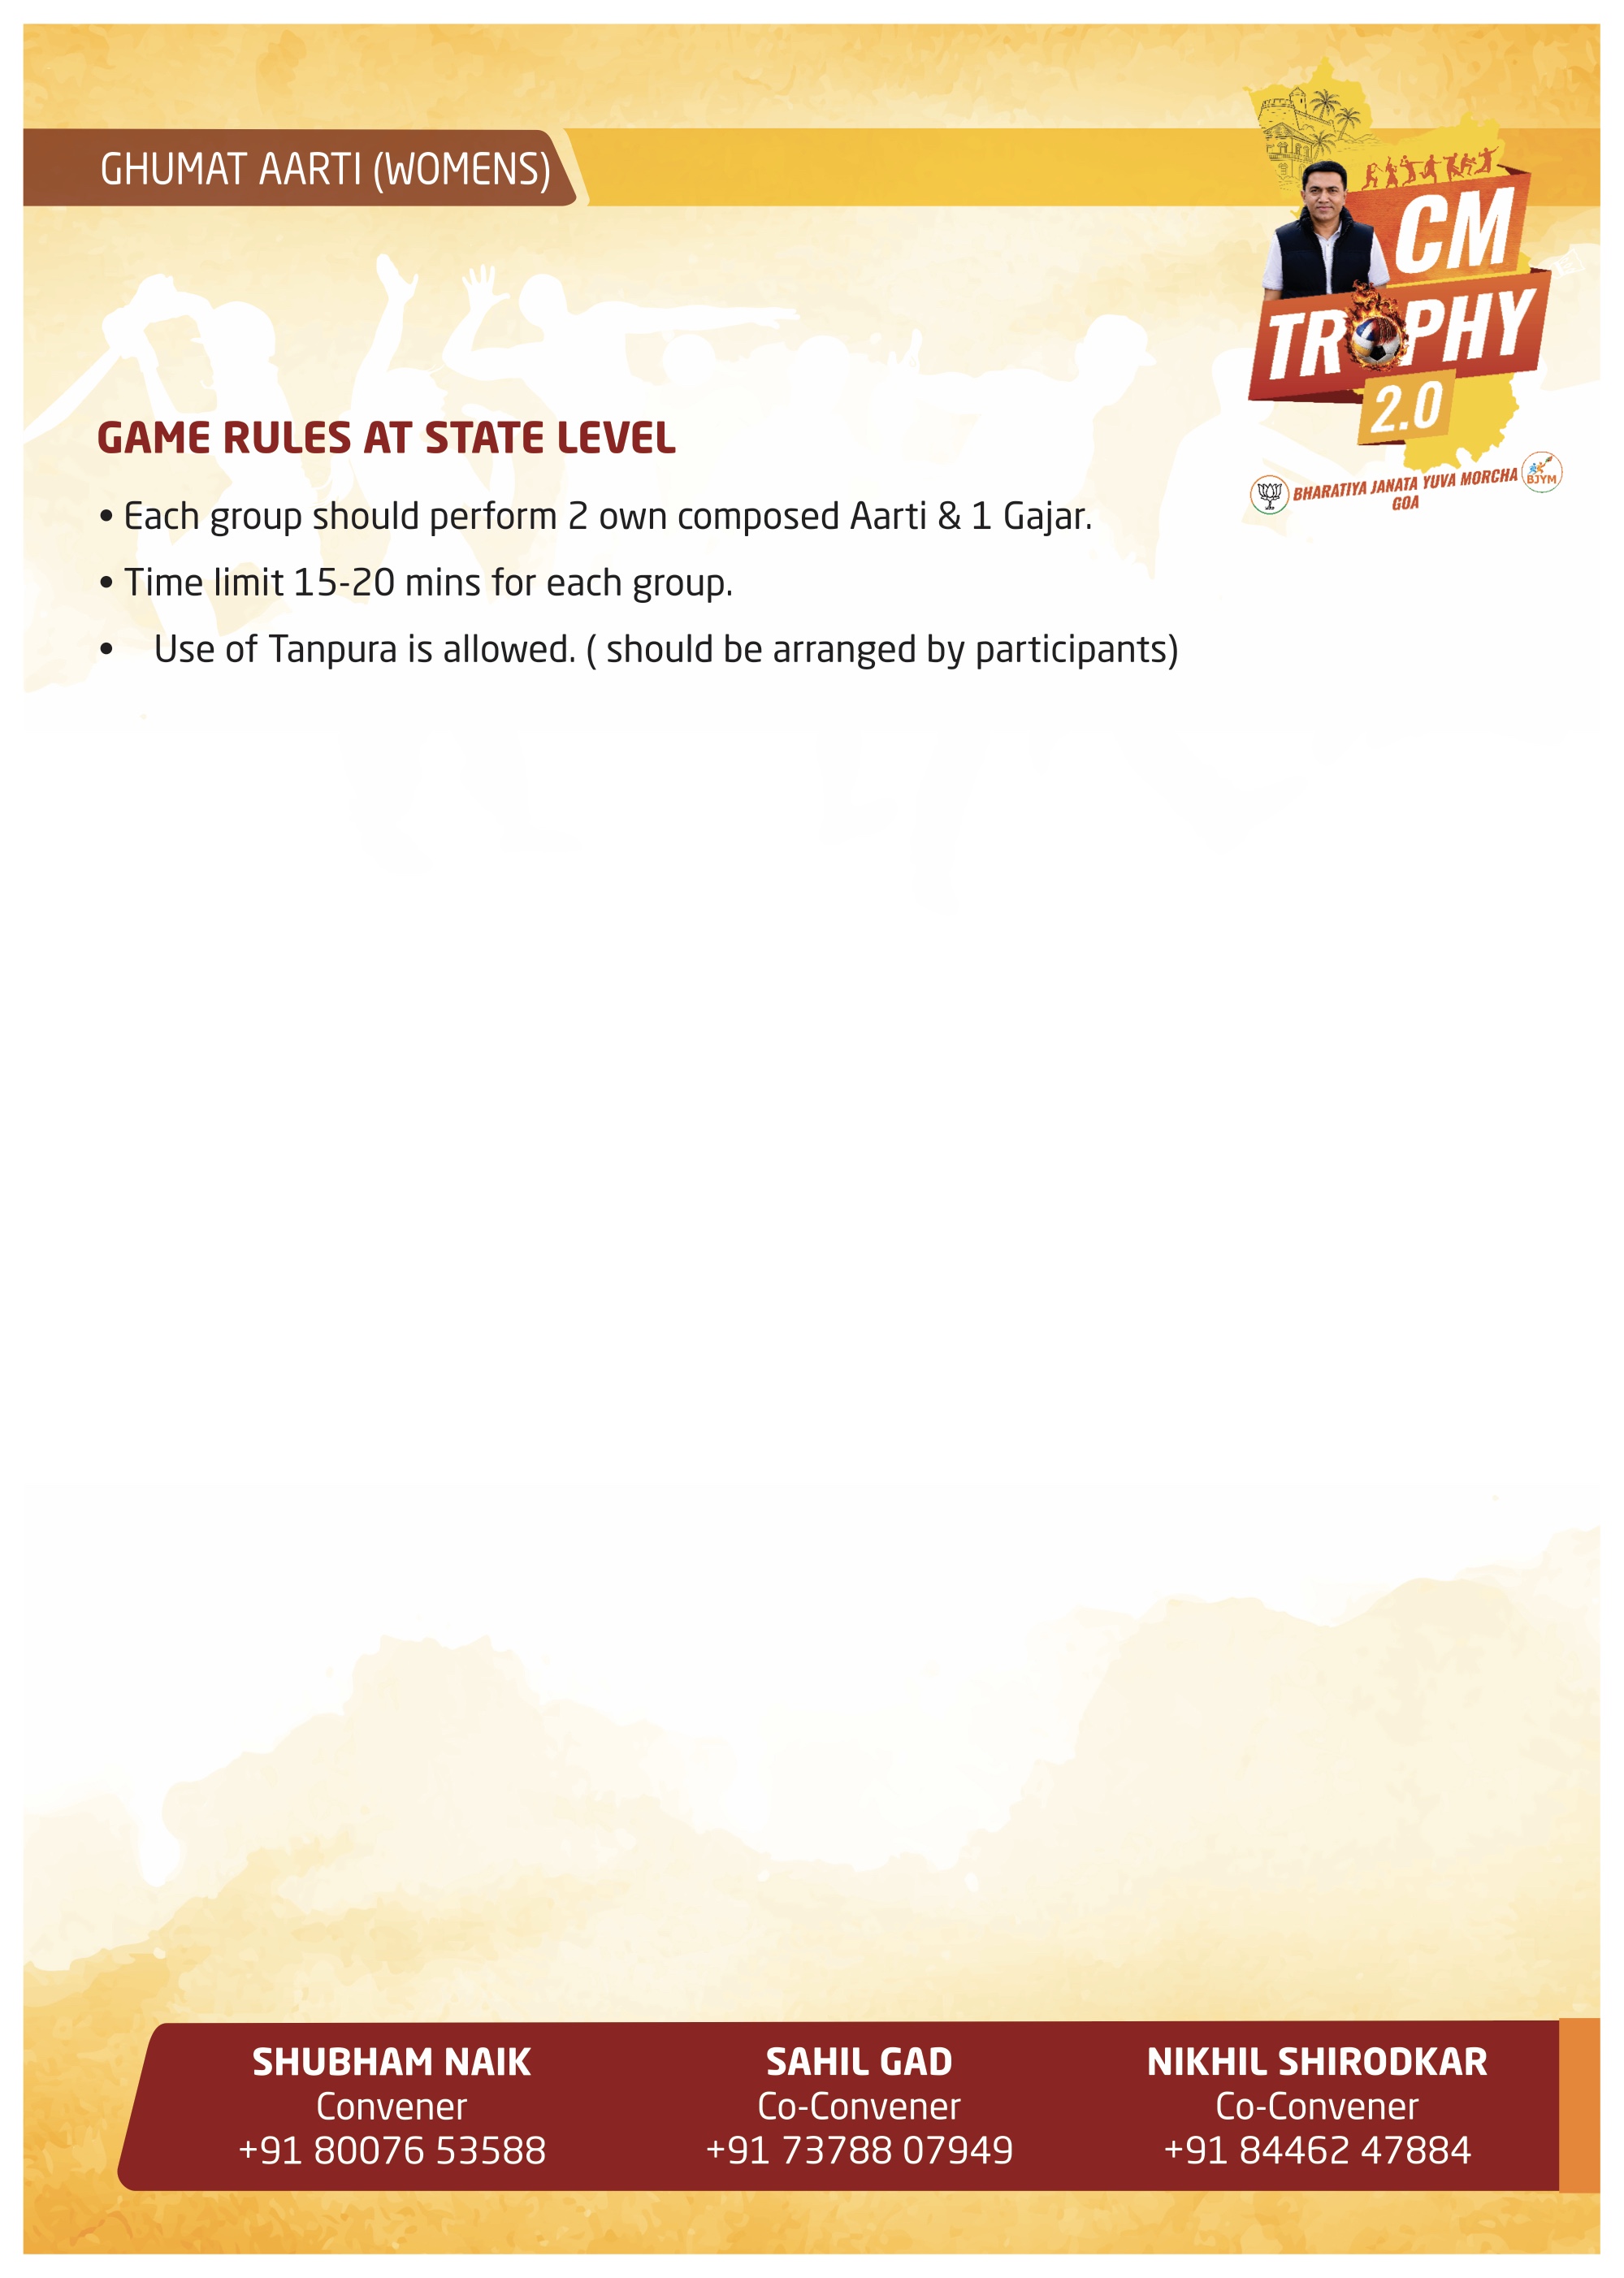 GHUMAT AARTI (WOMENS)
CM
TROPHY
2.0
BHARATIYA JANATA YUVA MORCHA
GOA
BJYM
GAME RULES AT STATE LEVEL
• Each group should perform 2 own composed Aarti & 1 Gajar.
• Time limit 15-20 mins for each group.
• Use of Tanpura is allowed. ( should be arranged by participants)
SHUBHAM NAIK
Convener
+91 80076 53588
SAHIL GAD
Co-Convener
+91 73788 07949
NIKHIL SHIRODKAR
Co-Convener
+91 84462 47884